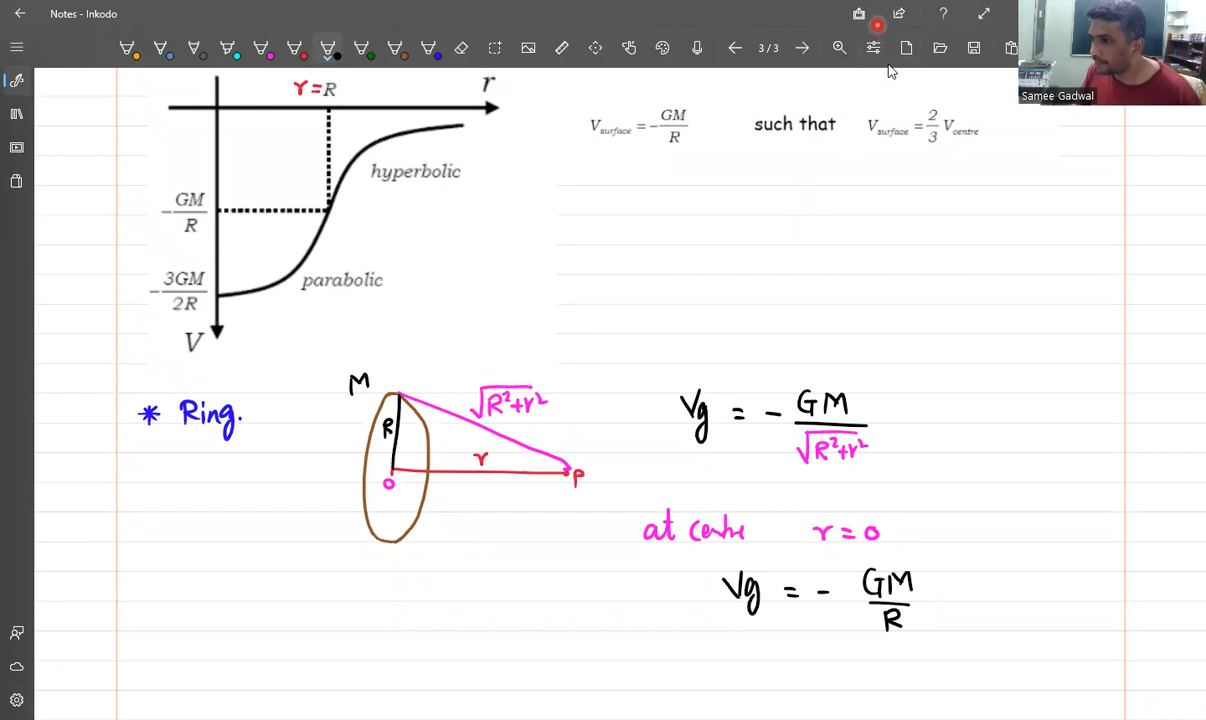 Notes - Inkodo
3 / 3
Samee Gadwal
r = R
r
hyperbolic
-GM/R
parabolic
-3GM/2R
V
V_surface = -GM/R such that V_surface = 2/3 V_centre
* Ring.
M
R
√R²+r²
r
O
P
Vg = - GM/√R²+r²
at centre r = 0
Vg = - GM/R